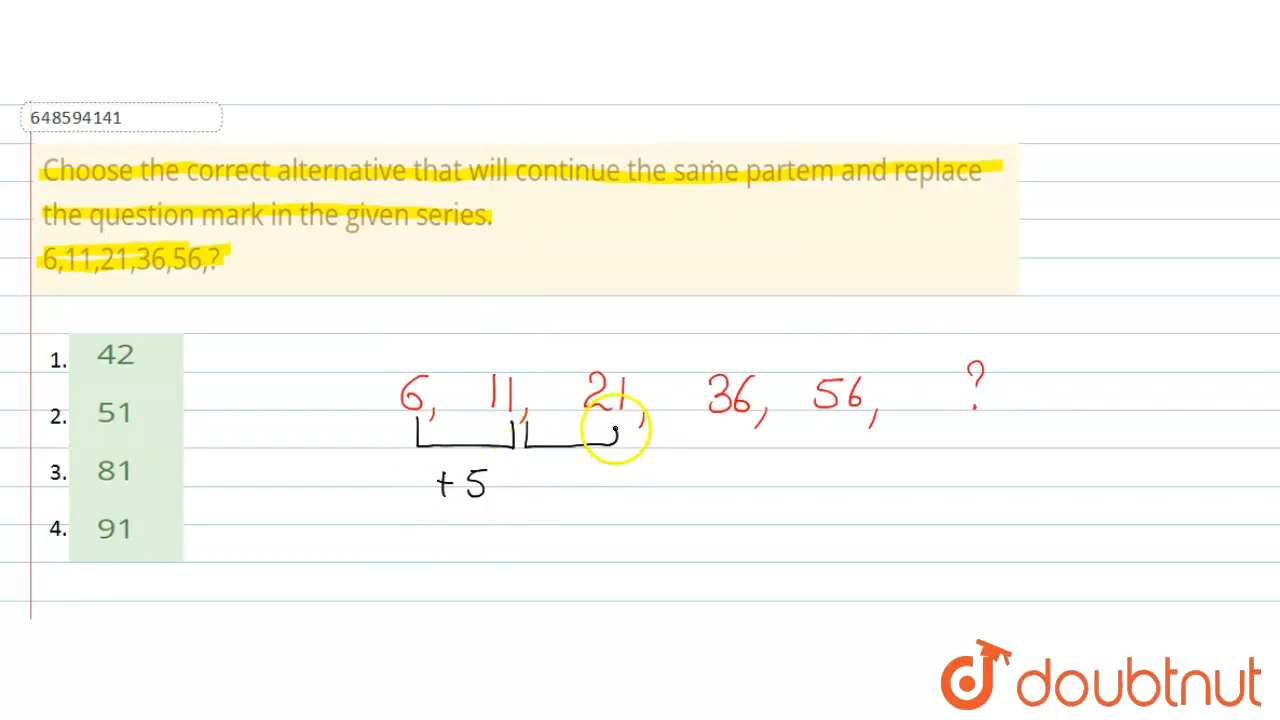 648594141
Choose the correct alternative that will continue the same partem and replace
the question mark in the given series.
6,11,21,36,56,?
1. 42
2. 51
3. 81
4. 91
6, 11, 21, 36, 56, ?
+5
doubtnut